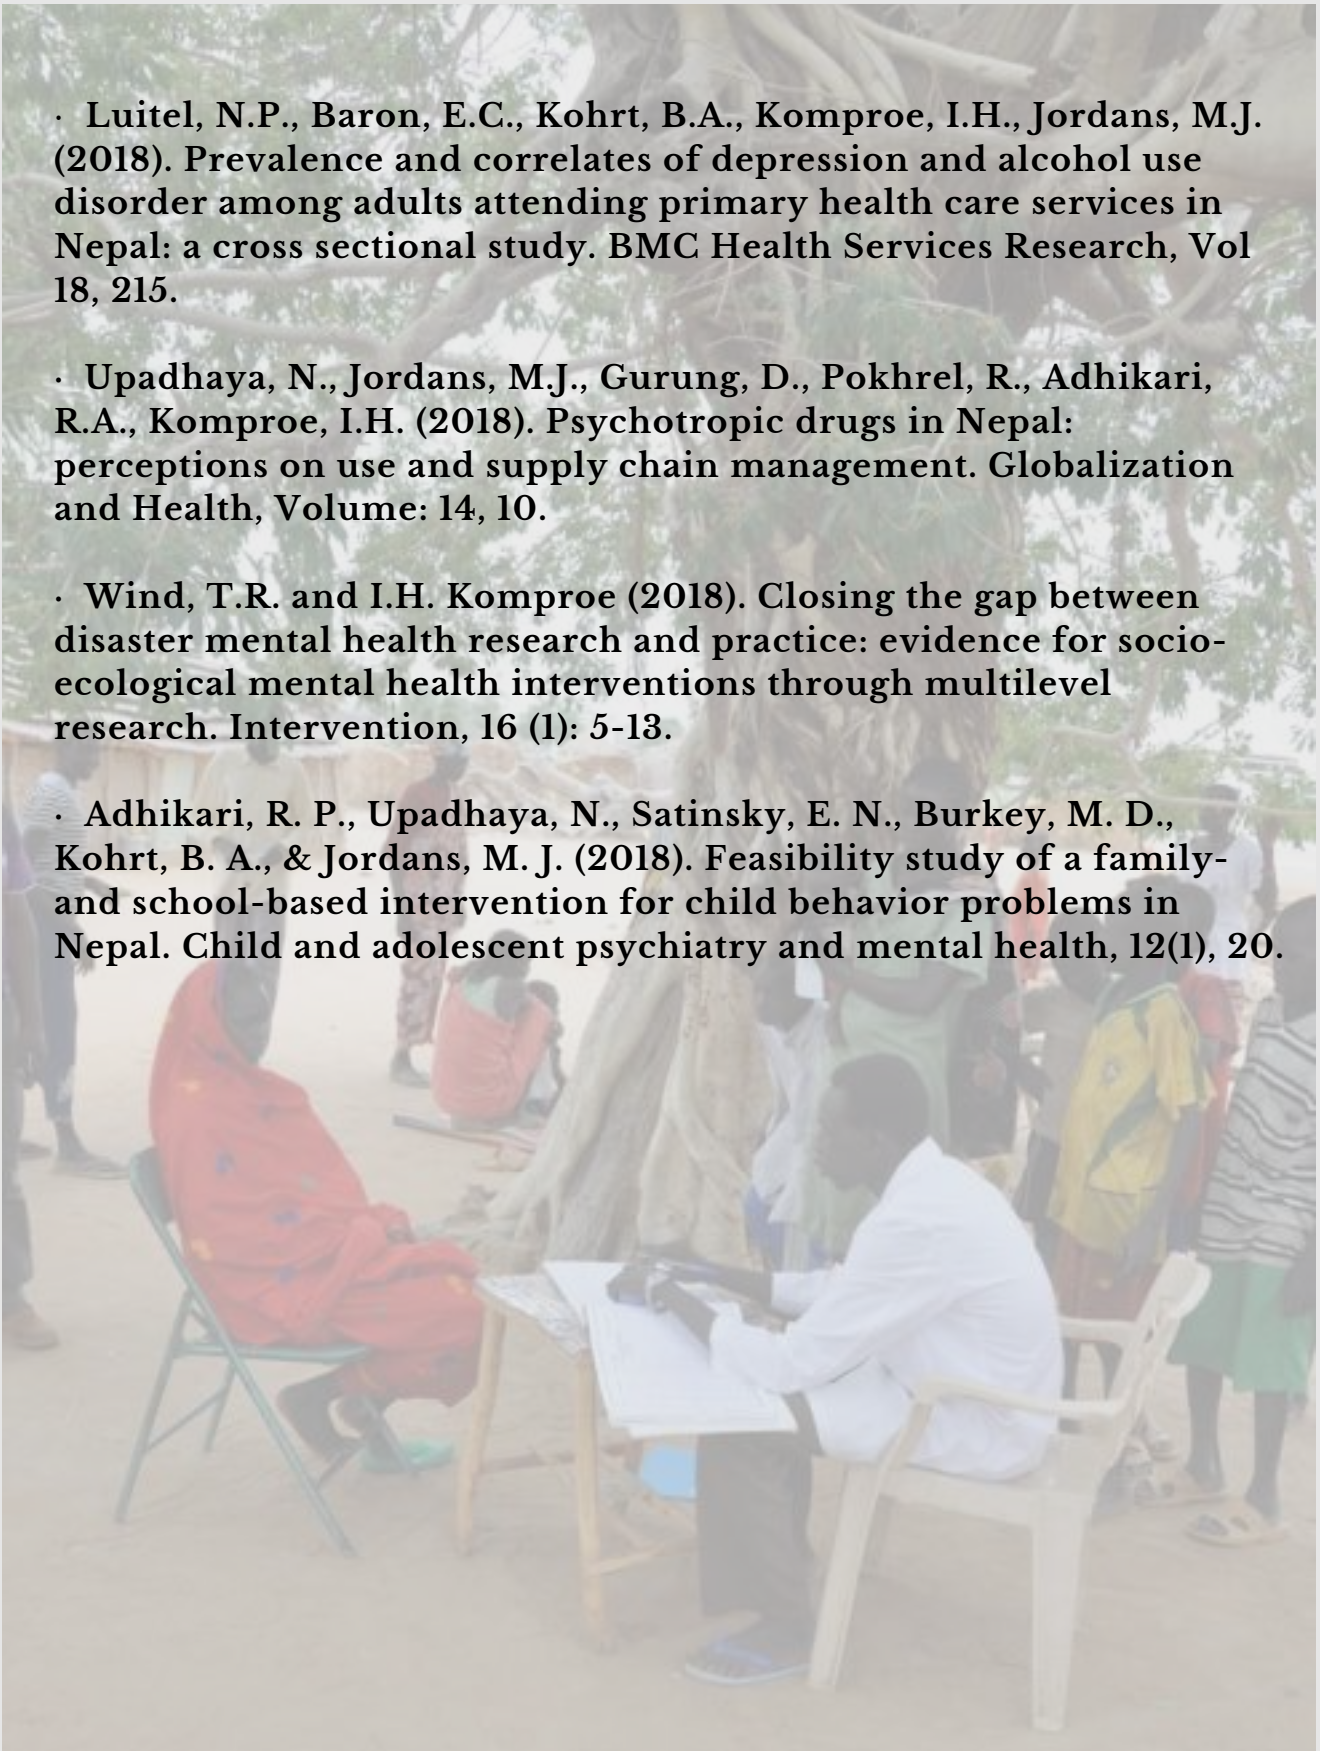 · Luitel, N.P., Baron, E.C., Kohrt, B.A., Komproe, I.H., Jordans, M.J.
(2018). Prevalence and correlates of depression and alcohol use
disorder among adults attending primary health care services in
Nepal: a cross sectional study. BMC Health Services Research, Vol
18, 215.
· Upadhaya, N., Jordans, M.J., Gurung, D., Pokhrel, R., Adhikari,
R.A., Komproe, I.H. (2018). Psychotropic drugs in Nepal:
perceptions on use and supply chain management. Globalization
and Health, Volume: 14, 10.
· Wind, T.R. and I.H. Komproe (2018). Closing the gap between
disaster mental health research and practice: evidence for socio-
ecological mental health interventions through multilevel
research. Intervention, 16 (1): 5-13.
· Adhikari, R. P., Upadhaya, N., Satinsky, E. N., Burkey, M. D.,
Kohrt, B. A., & Jordans, M. J. (2018). Feasibility study of a family-
and school-based intervention for child behavior problems in
Nepal. Child and adolescent psychiatry and mental health, 12(1), 20.